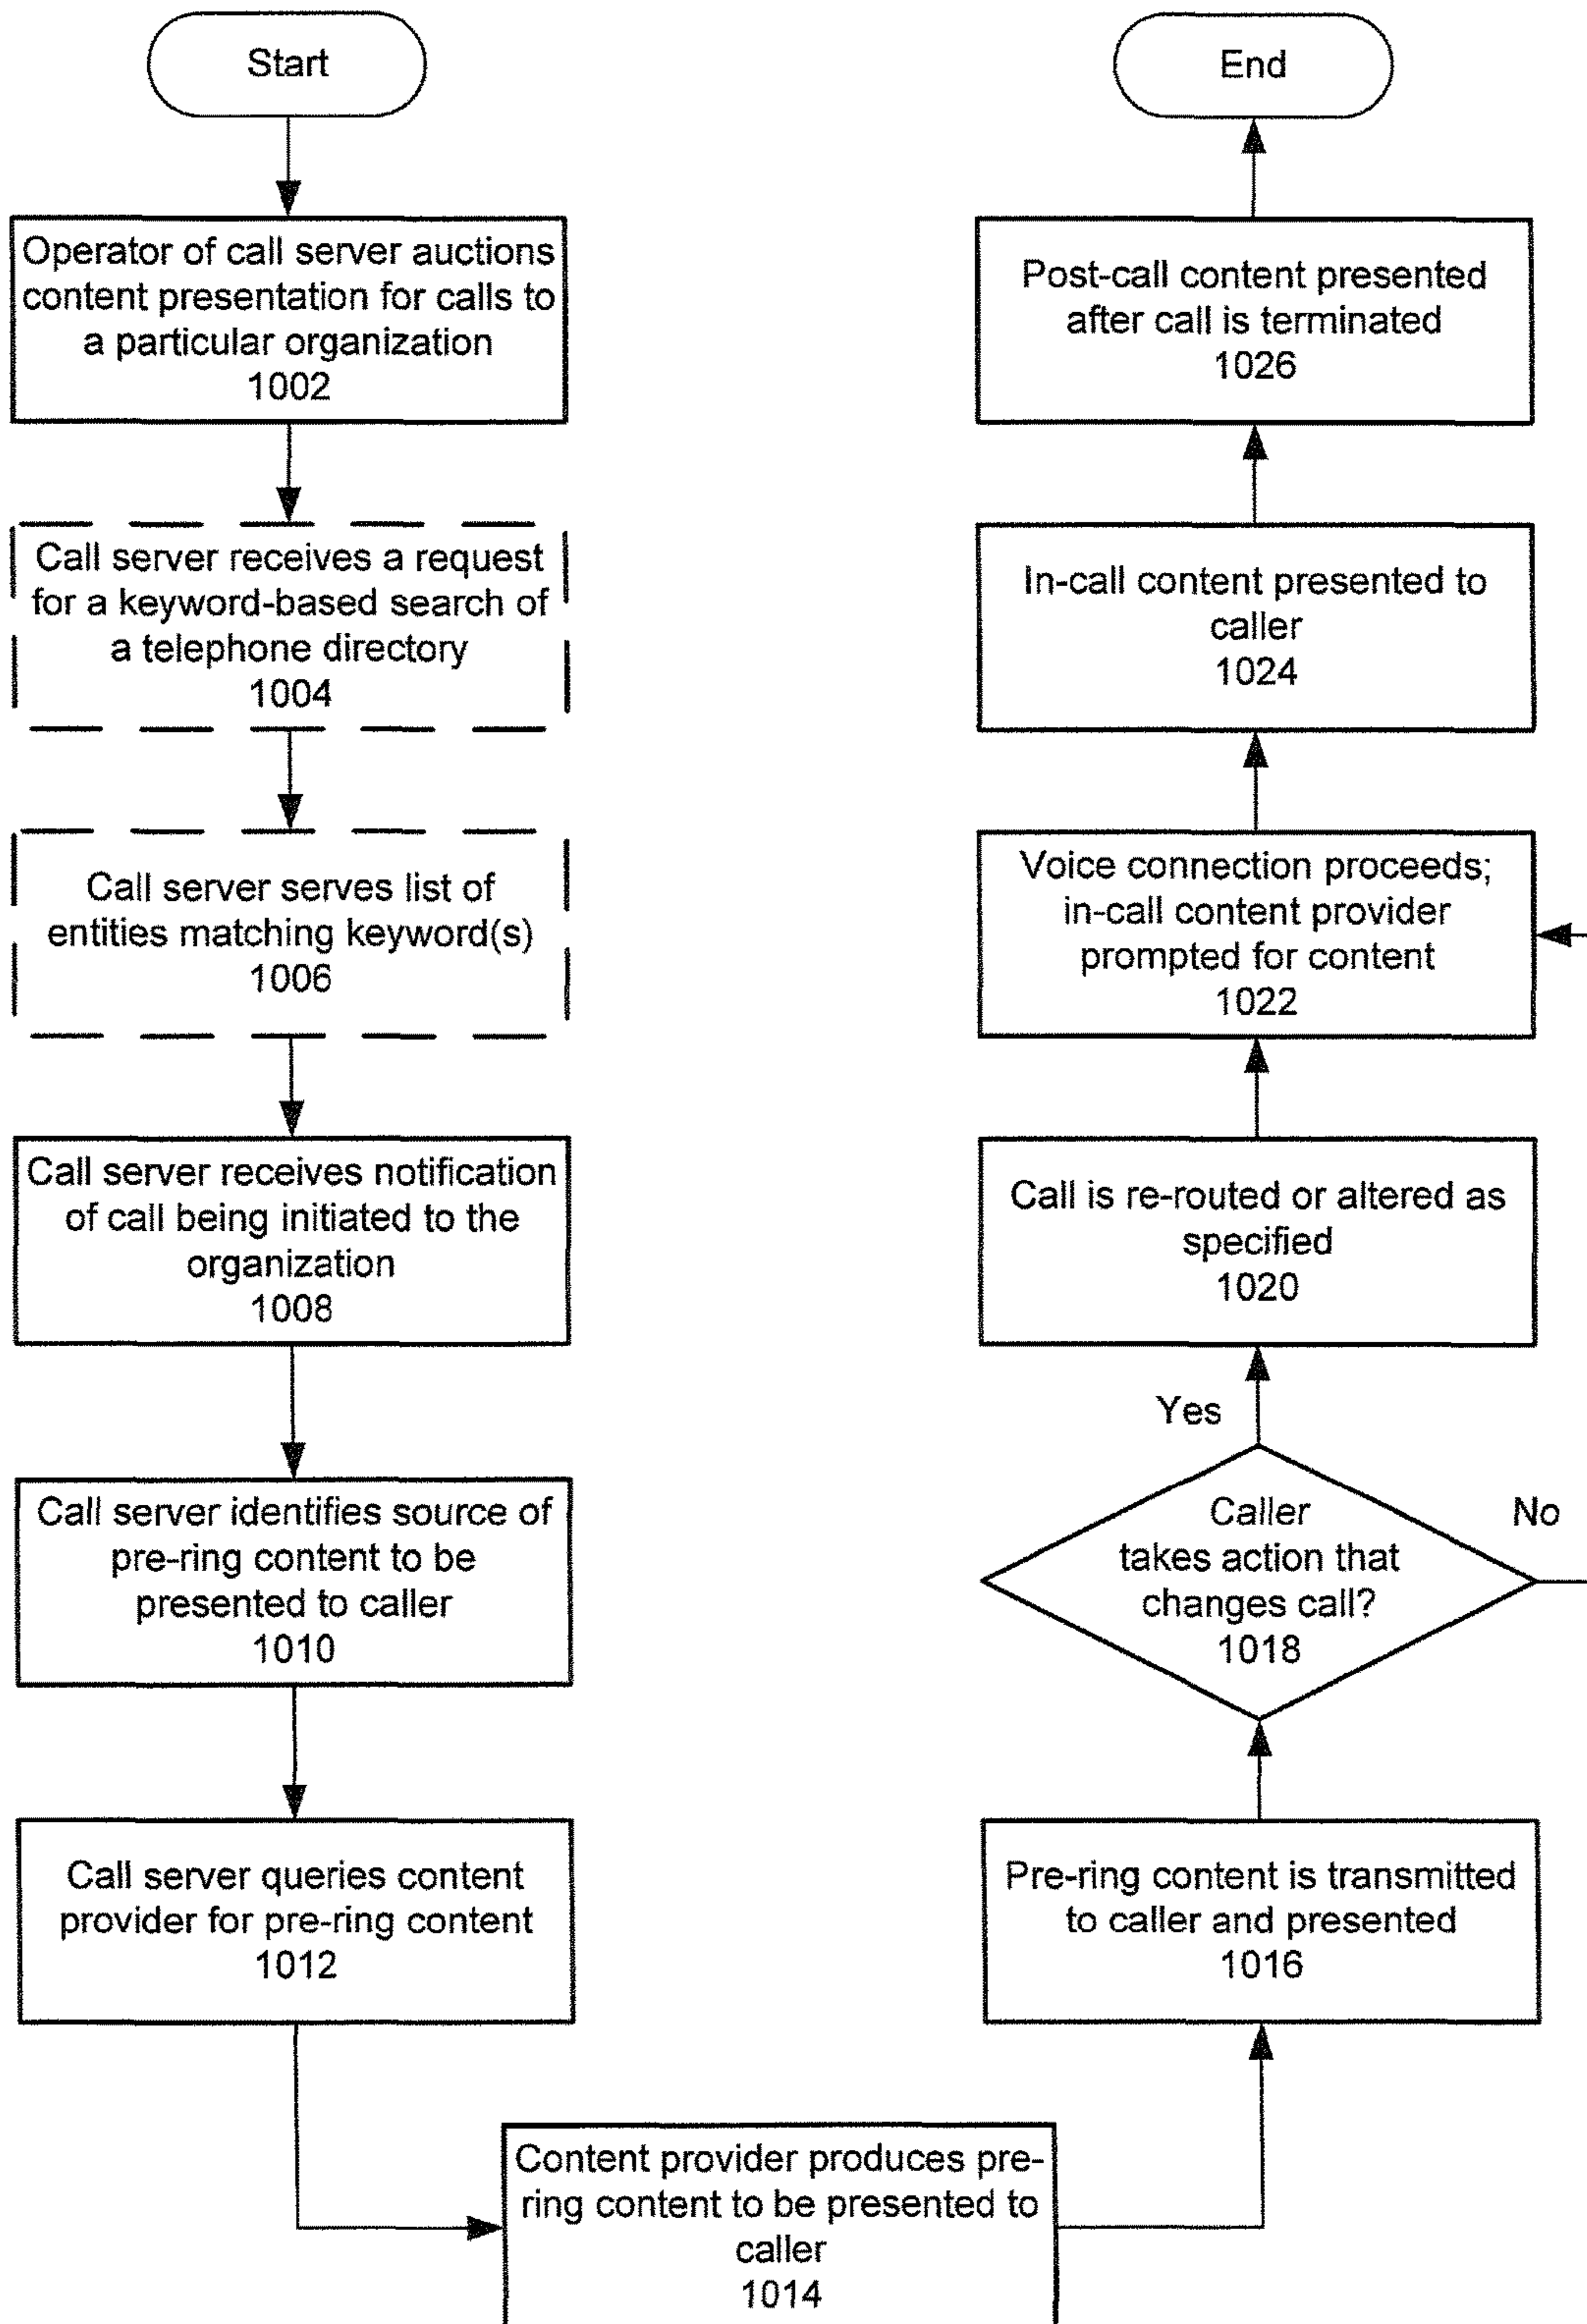 Start
Operator of call server auctions
content presentation for calls to
a particular organization
1002
Call server receives a request
for a keyword-based search of
a telephone directory
1004
Call server serves list of
entities matching keyword(s)
1006
Call server receives notification
of call being initiated to the
organization
1008
Call server identifies source of
pre-ring content to be
presented to caller
1010
Call server queries content
provider for pre-ring content
1012
Content provider produces pre-
ring content to be presented to
caller
1014
Pre-ring content is transmitted
to caller and presented
1016
Caller
takes action that
changes call?
1018
Yes
No
Call is re-routed or altered as
specified
1020
Voice connection proceeds;
in-call content provider
prompted for content
1022
In-call content presented to
caller
1024
Post-call content presented
after call is terminated
1026
End